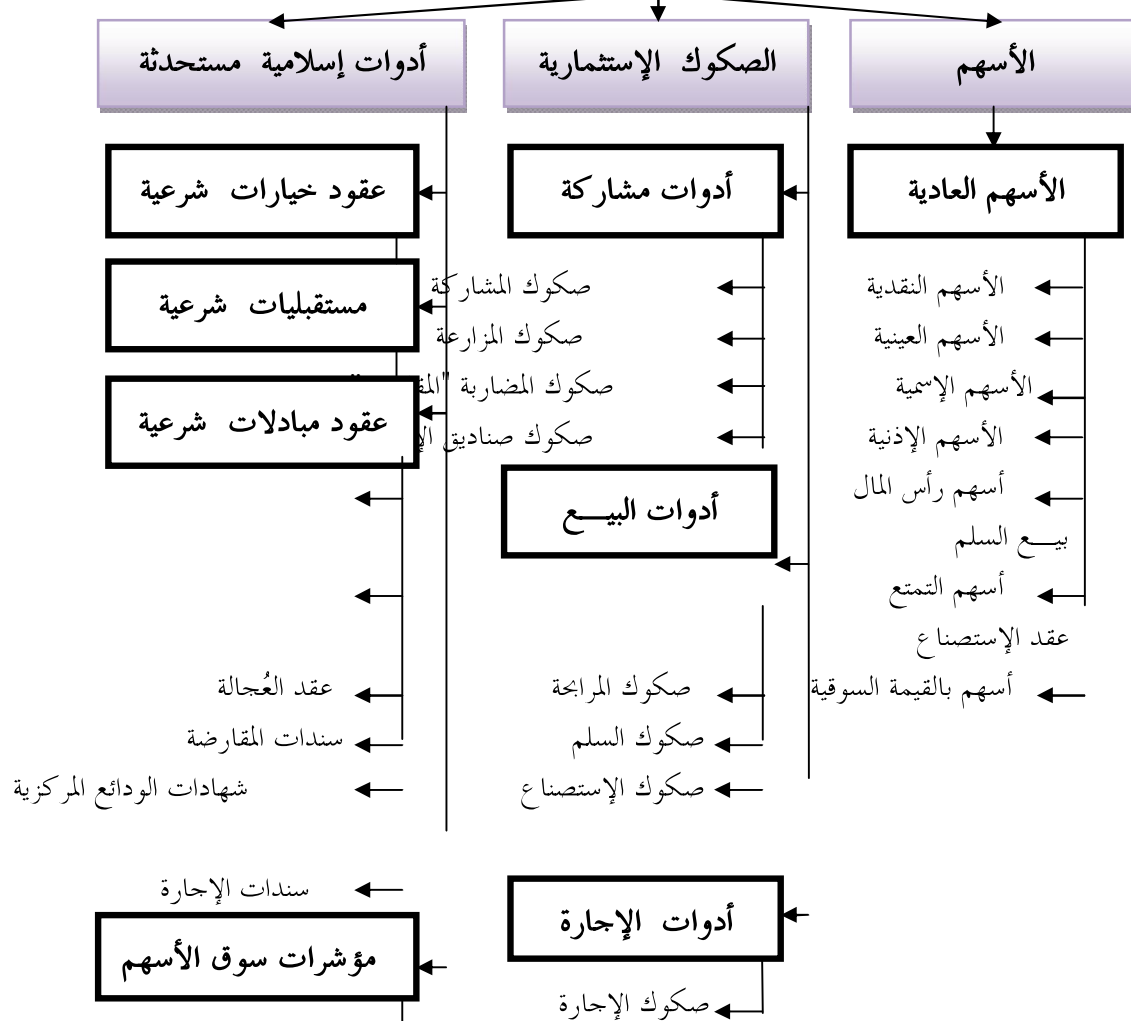 الأسهم
الأسهم العادية
الأسهم النقدية
الأسهم العينية
الأسهم الإسمية
الأسهم الإذنية
أسهم رأس المال
بيـــع السلم
أسهم التمتع
عقد الإستصناع
أسهم بالقيمة السوقية
الصكوك الإستثمارية
أدوات مشاركة
صكوك المشاركة
صكوك المزارعة
صكوك المضاربة
صكوك صناديق
أدوات البيـــع
صكوك المرابحة
صكوك السلم
صكوك الإستصناع
أدوات الإجارة
صكوك الإجارة
أدوات إسلامية مستحدثة
عقود خيارات شرعية
مستقبليات شرعية
عقود مبادلات شرعية
عقد العُجالة
سندات المقارضة
شهادات الودائع المركزية
سندات الإجارة
مؤشرات سوق الأسهم